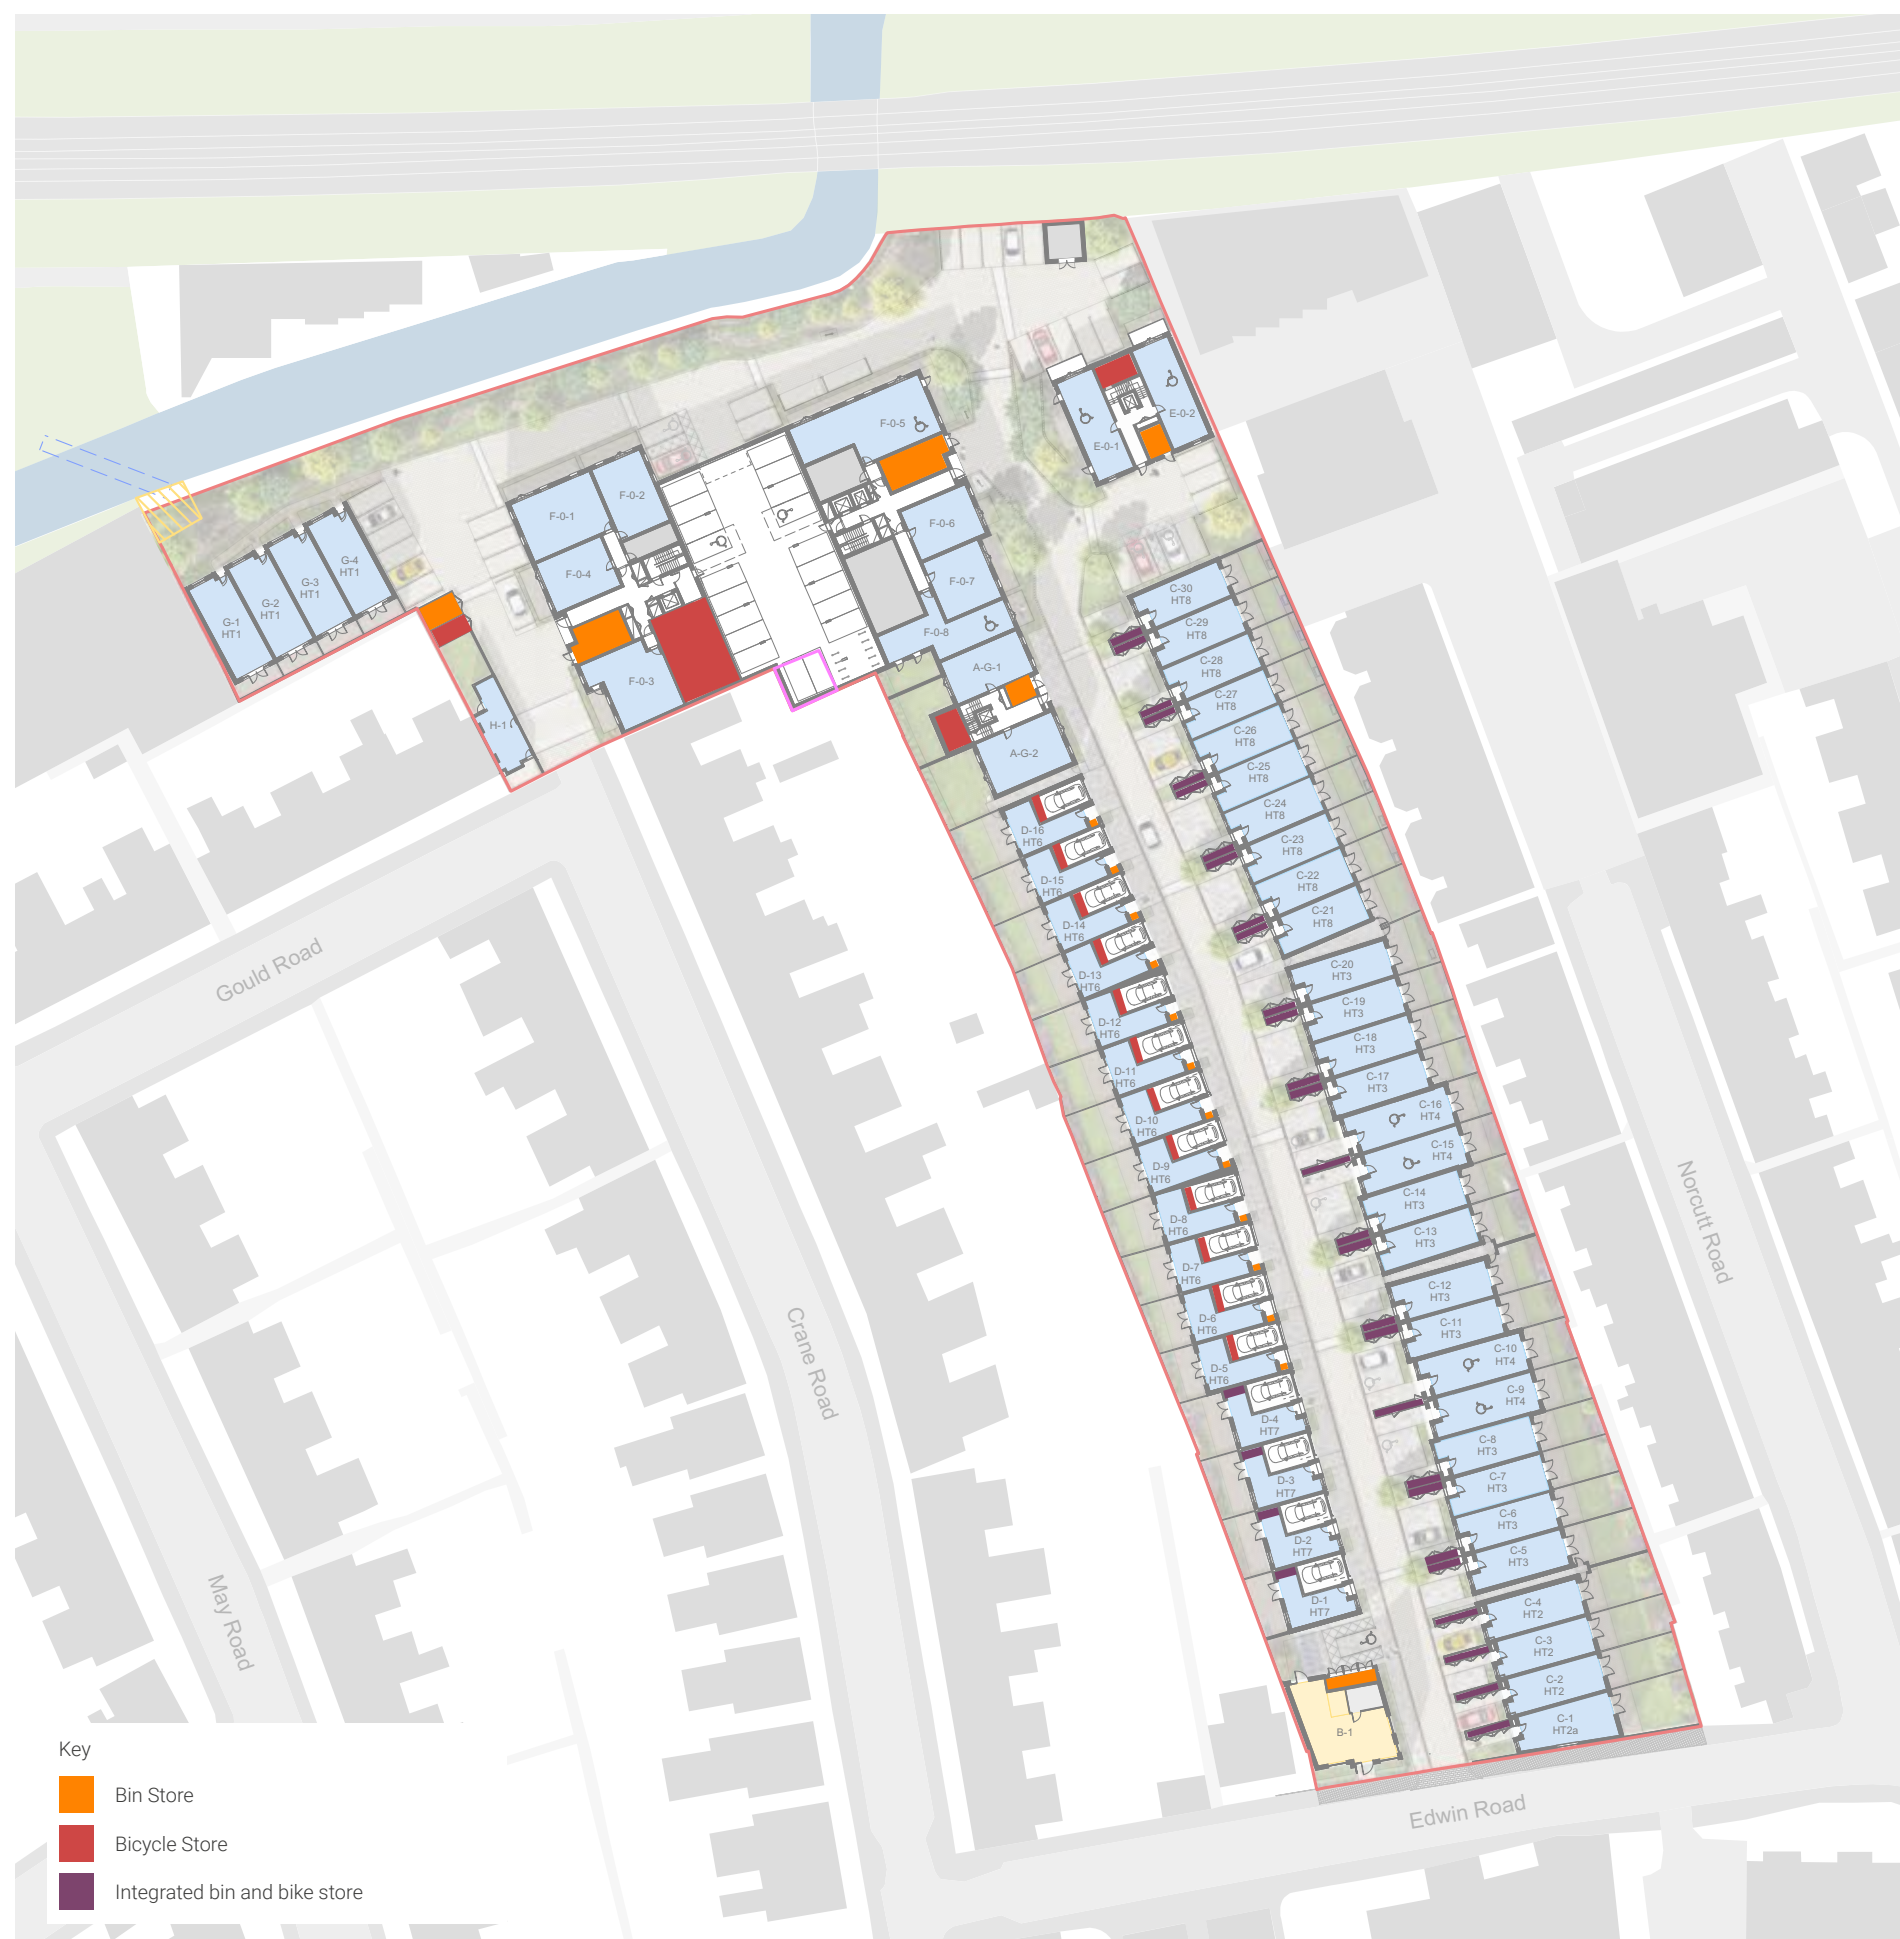 E-0-2
E-0-1
F-0-5
F-0-2
F-0-1
F-0-6
F-0-4
F-0-7
F-0-8
F-0-3
G-4
HT1
G-3
HT1
G-2
HT1
G-1
HT1
H-1
A-G-1
A-G-2
C-30
HT8
C-29
HT8
C-28
HT8
C-27
HT8
C-26
HT8
C-25
HT8
C-24
HT8
C-23
HT8
C-22
HT8
C-21
HT8
C-20
HT3
C-19
HT3
C-18
HT3
C-17
HT3
C-16
HT4
C-15
HT4
C-14
HT3
C-13
HT3
C-12
HT3
C-11
HT3
C-10
HT4
C-9
HT4
C-8
HT3
C-7
HT3
C-6
HT3
C-5
HT3
C-4
HT2
C-3
HT2
C-2
HT2
C-1
HT2a
D-16
HT6
D-15
HT6
D-14
HT6
D-13
HT6
D-12
HT6
D-11
HT6
D-10
HT6
D-9
HT6
D-8
HT6
D-7
HT6
D-6
HT6
D-5
HT6
D-4
HT7
D-3
HT7
D-2
HT7
D-1
HT7
B-1
Gould Road
Crane Road
May Road
Norcutt Road
Edwin Road
Key
Bin Store
Bicycle Store
Integrated bin and bike store